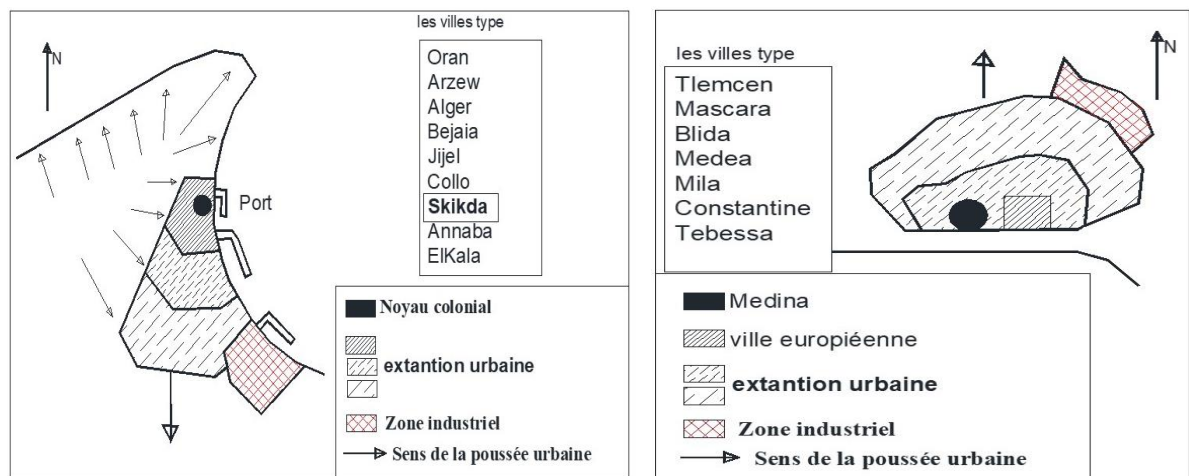 les villes type
N
Oran
Arzew
Alger
Bejaia
Jijel
Collo
Skikda
Annaba
ElKala
Port
Noyau colonial
extantion urbaine
Zone industriel
Sens de la poussée urbaine
les villes type
N
Tlemcen
Mascara
Blida
Medea
Mila
Constantine
Tebessa
Medina
ville europiéenne
extantion urbaine
Zone industriel
Sens de la poussée urbaine